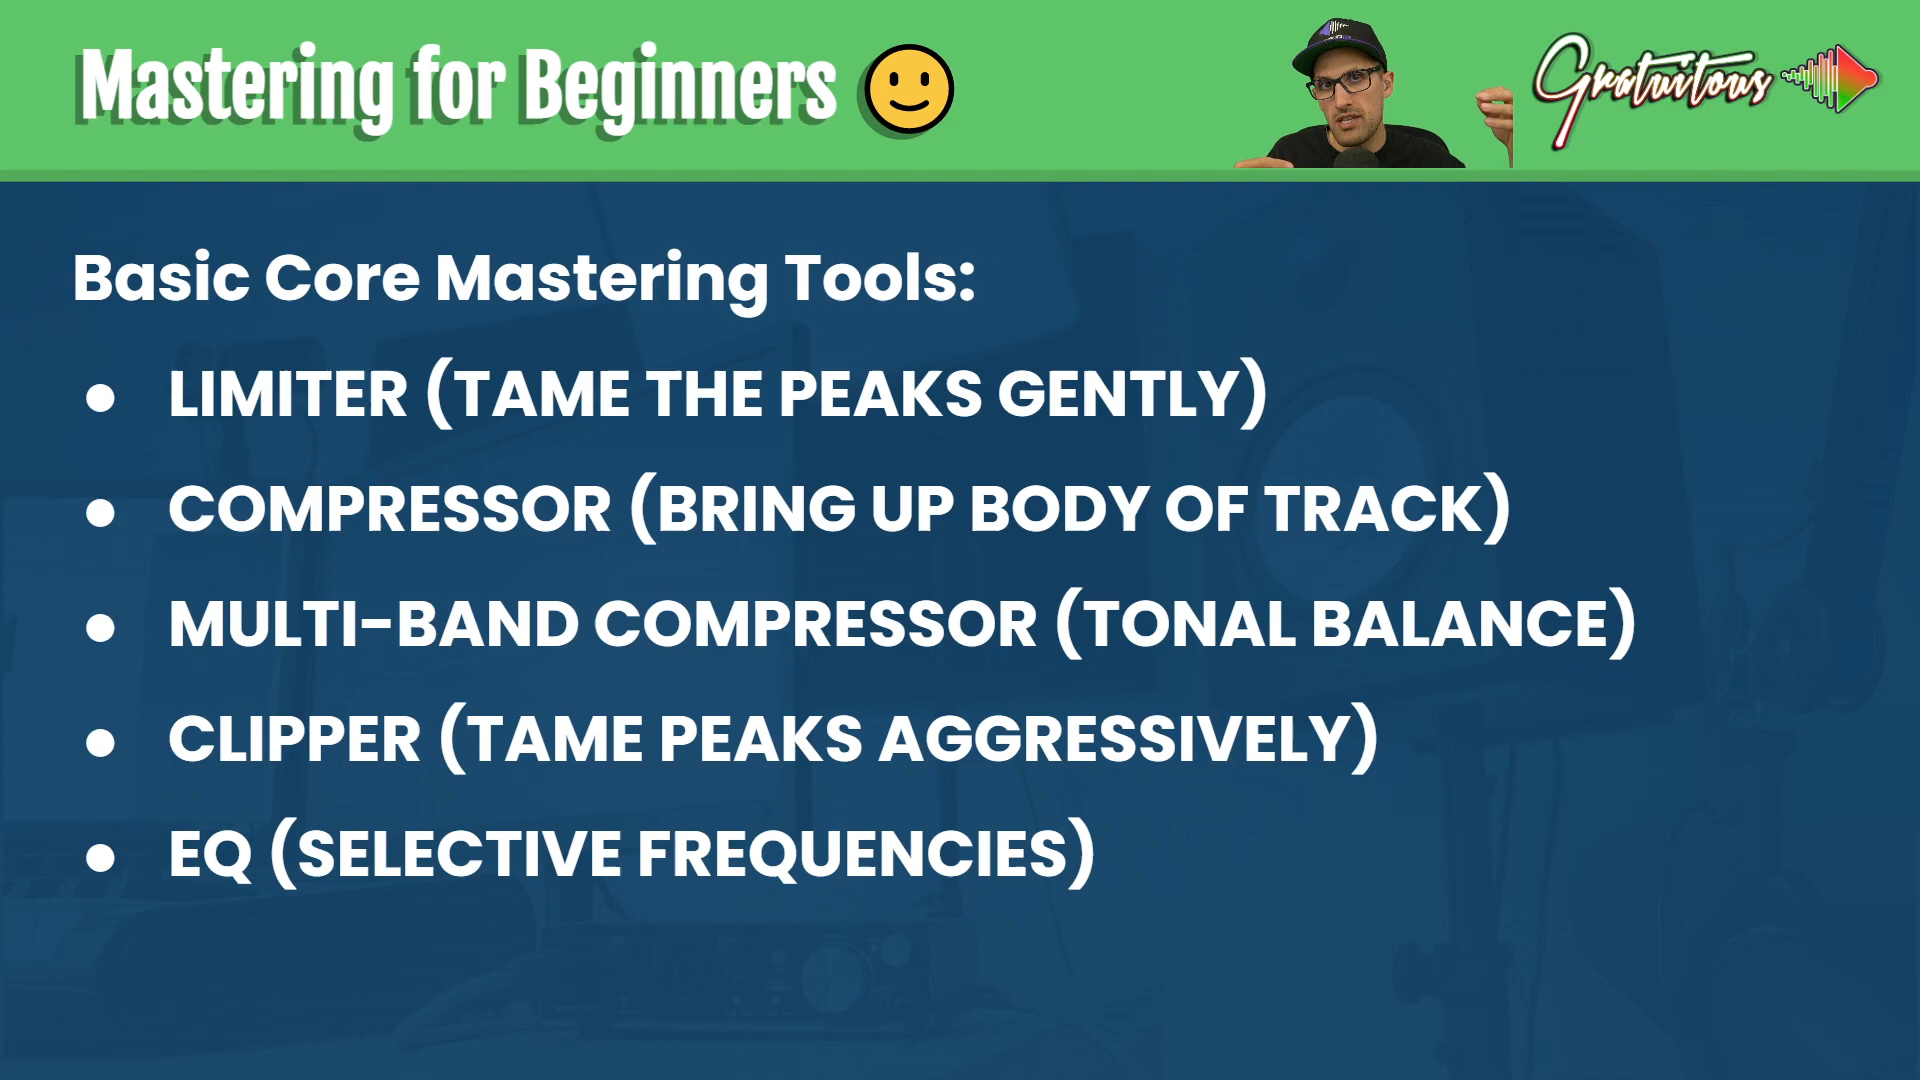 Mastering for Beginners
Gratuitous
Basic Core Mastering Tools:
● LIMITER (TAME THE PEAKS GENTLY)
● COMPRESSOR (BRING UP BODY OF TRACK)
● MULTI-BAND COMPRESSOR (TONAL BALANCE)
● CLIPPER (TAME PEAKS AGGRESSIVELY)
● EQ (SELECTIVE FREQUENCIES)